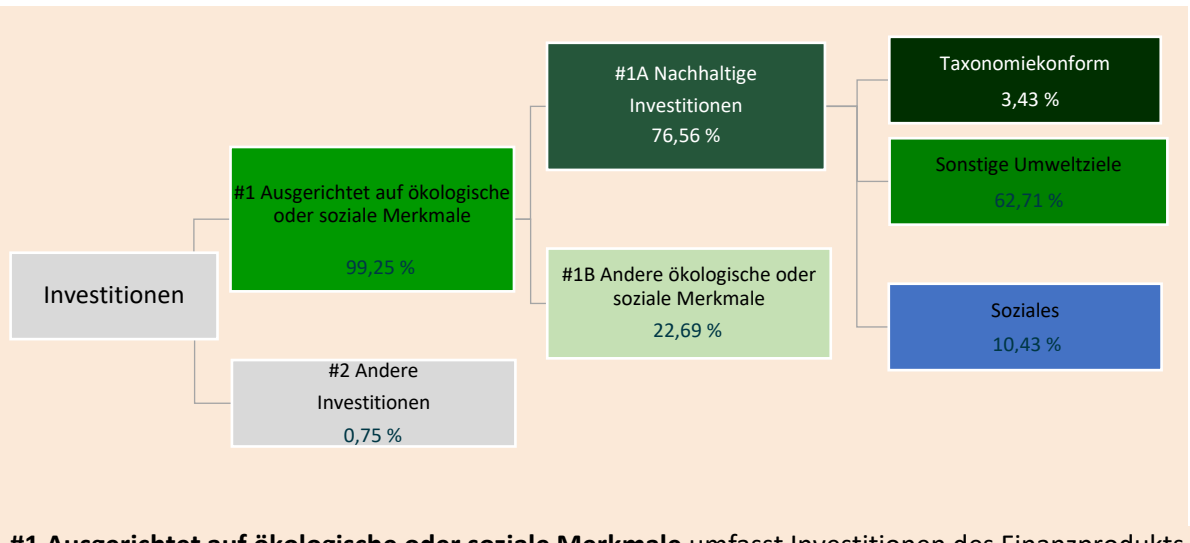 Investitionen
#1 Ausgerichtet auf ökologische
oder soziale Merkmale
99,25 %
#2 Andere
Investitionen
0,75 %
#1A Nachhaltige
Investitionen
76,56 %
#1B Andere ökologische oder
soziale Merkmale
22,69 %
Taxonomiekonform
3,43 %
Sonstige Umweltziele
62,71 %
Soziales
10,43 %
#1 Ausgerichtet auf ökologische oder soziale Merkmale umfasst Investitionen des Finanzprodukts